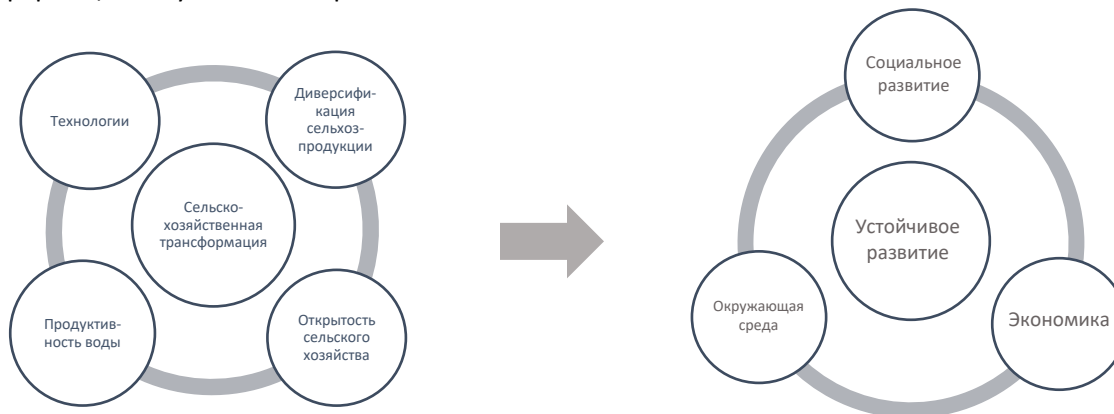 Технологии
Диверсифи-
кация
сельхоз-
продукции
Сельско-
хозяйственная
трансформация
Продуктив-
ность воды
Открытость
сельского
хозяйства
Социальное
развитие
Устойчивое
развитие
Окружающая
среда
Экономика